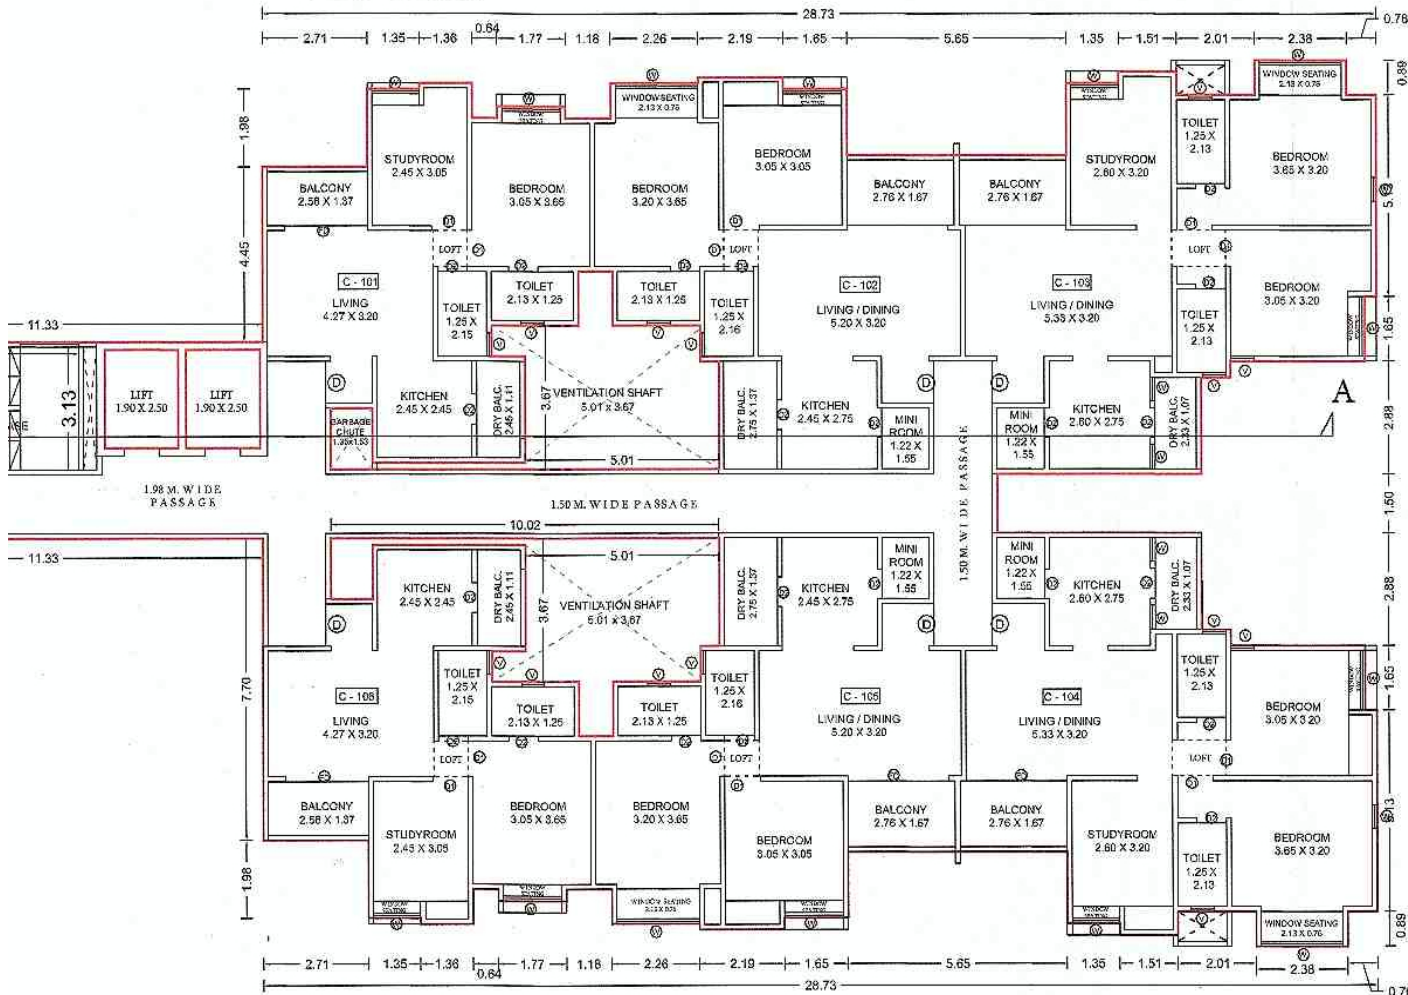 28.73
0.76
2.71 1.35 1.36 0.64 1.77 1.18 2.26 2.19 1.65 5.65 1.35 1.51 2.01 2.38
0.89
WINDOW SEATING
2.13 X 0.76
WINDOW SEATING
2.13 X 0.76
1.98
STUDYROOM
2.45 X 3.05
BEDROOM
3.05 X 3.65
BEDROOM
3.20 X 3.65
BEDROOM
3.05 X 3.05
STUDYROOM
2.60 X 3.20
TOILET
1.25 X
2.13
BEDROOM
3.65 X 3.20
BALCONY
2.58 X 1.37
BALCONY
2.76 X 1.67
BALCONY
2.76 X 1.67
4.45
LOFT
LOFT
LOFT
C - 101
LIVING
4.27 X 3.20
TOILET
1.25 X
2.15
TOILET
2.13 X 1.25
TOILET
2.13 X 1.25
TOILET
1.25 X
2.16
C - 102
LIVING / DINING
5.20 X 3.20
C - 103
LIVING / DINING
5.33 X 3.20
TOILET
1.25 X
2.13
BEDROOM
3.05 X 3.20
1.65
11.33
3.13
LIFT
1.90 X 2.50
LIFT
1.90 X 2.50
D
GARBAGE
CHUTE
KITCHEN
2.45 X 2.45
DRY BALC.
2.45 X 1.11
3.67
VENTILATION SHAFT
5.01 x 3.67
DRY BALC.
2.75 X 1.37
KITCHEN
2.45 X 2.75
D
MINI
ROOM
1.22 X
1.55
D
MINI
ROOM
1.22 X
1.55
KITCHEN
2.60 X 2.75
DRY BALC.
2.33 X 1.07
A
2.88
5.01
1.98 M. WIDE
PASSAGE
1.50 M. WIDE PASSAGE
1.50 M. WIDE PASSAGE
1.50
10.02
11.33
5.01
KITCHEN
2.45 X 2.45
DRY BALC.
2.45 X 1.11
3.67
VENTILATION SHAFT
5.01 x 3.67
DRY BALC.
2.75 X 1.37
KITCHEN
2.45 X 2.75
MINI
ROOM
1.22 X
1.55
MINI
ROOM
1.22 X
1.55
KITCHEN
2.60 X 2.75
DRY BALC.
2.33 X 1.07
2.88
D
D
D
7.70
C - 106
LIVING
4.27 X 3.20
TOILET
1.25 X
2.15
TOILET
2.13 X 1.25
TOILET
2.13 X 1.25
TOILET
1.25 X
2.16
C - 105
LIVING / DINING
5.20 X 3.20
C - 104
LIVING / DINING
5.33 X 3.20
TOILET
1.25 X
2.13
BEDROOM
3.05 X 3.20
1.65
LOFT
LOFT
LOFT
BALCONY
2.58 X 1.37
STUDYROOM
2.45 X 3.05
BEDROOM
3.05 X 3.65
BEDROOM
3.20 X 3.65
BEDROOM
3.05 X 3.05
BALCONY
2.76 X 1.67
BALCONY
2.76 X 1.67
STUDYROOM
2.60 X 3.20
TOILET
1.25 X
2.13
BEDROOM
3.65 X 3.20
1.98
WINDOW SEATING
2.13 X 0.76
WINDOW SEATING
2.13 X 0.76
0.89
2.71 1.35 1.36 0.64 1.77 1.18 2.26 2.19 1.65 5.65 1.35 1.51 2.01 2.38
28.73